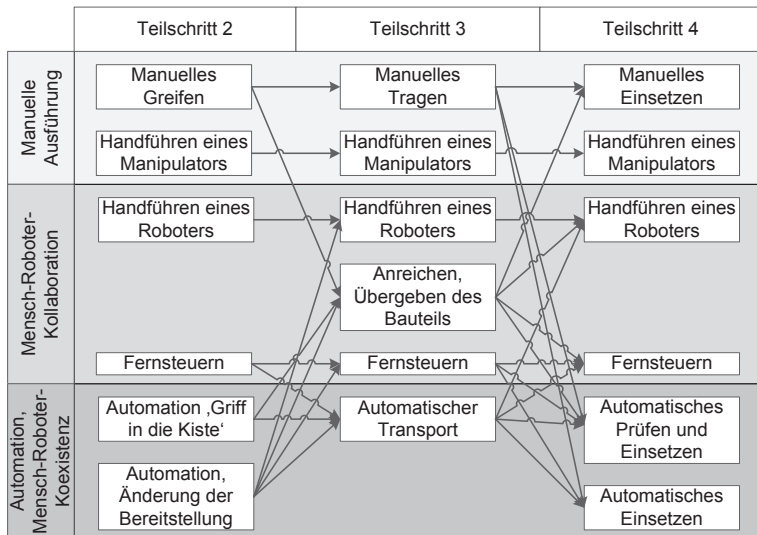 Teilschritt 2
Teilschritt 3
Teilschritt 4
Manuelle
Ausführung
Manuelles
Greifen
Manuelles
Tragen
Manuelles
Einsetzen
Handführen eines
Manipulators
Handführen eines
Manipulators
Handführen eines
Manipulators
Mensch-Roboter-
Kollaboration
Handführen eines
Roboters
Handführen eines
Roboters
Handführen eines
Roboters
Anreichen,
Übergeben des
Bauteils
Fernsteuern
Fernsteuern
Fernsteuern
Automation,
Mensch-Roboter-
Koexistenz
Automation ‚Griff
in die Kiste‘
Automatischer
Transport
Automatisches
Prüfen und
Einsetzen
Automation,
Änderung der
Bereitstellung
Automatisches
Einsetzen